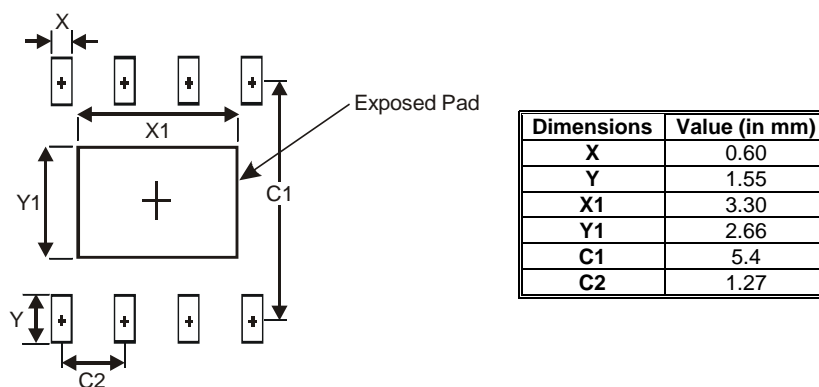 X
X1
Exposed Pad
Y1
C1
Y
C2
Dimensions Value (in mm)
X 0.60
Y 1.55
X1 3.30
Y1 2.66
C1 5.4
C2 1.27